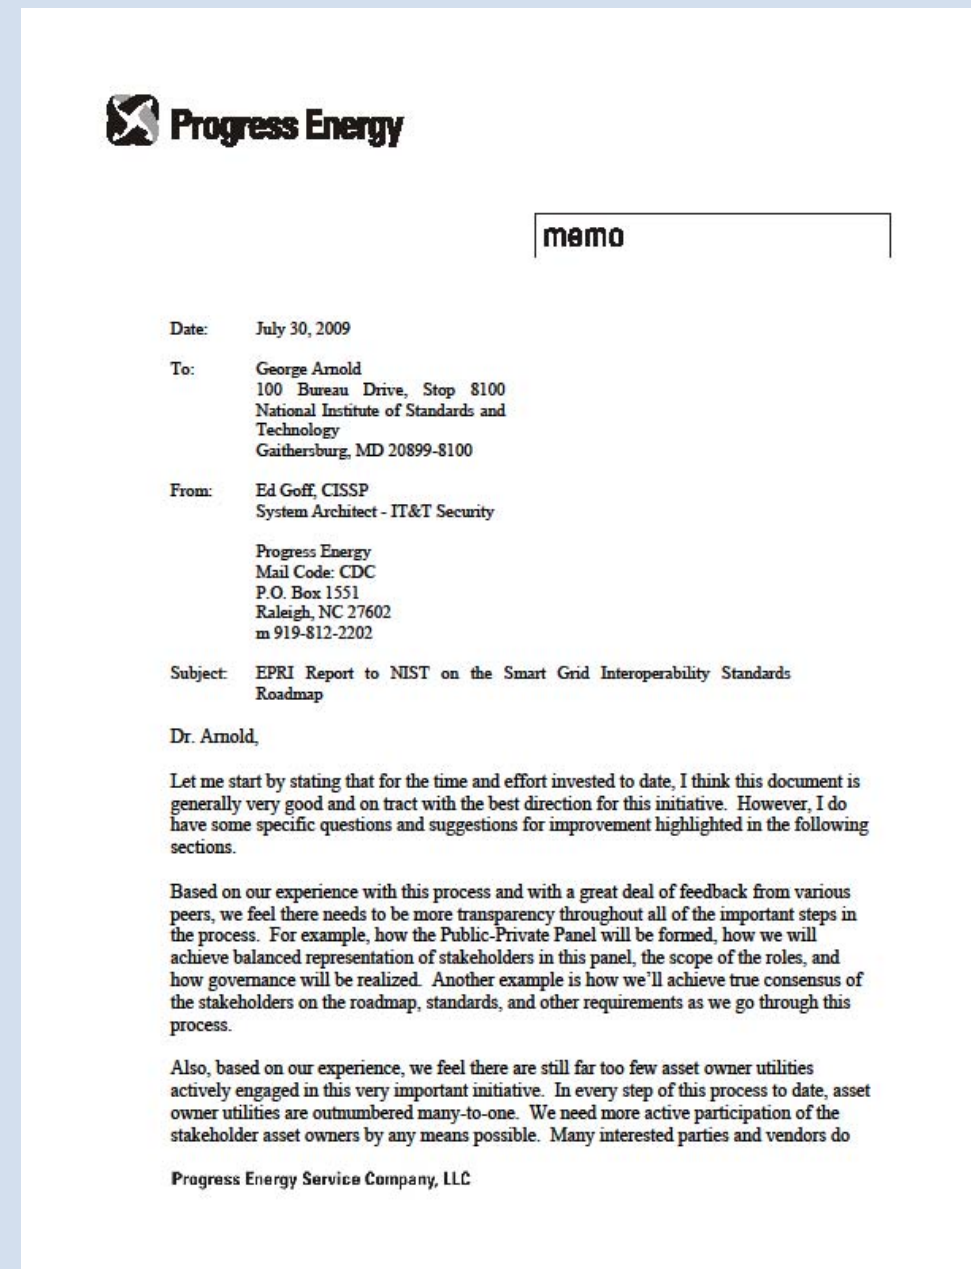 Progress Energy
memo
Date: July 30, 2009
To: George Arnold
100 Bureau Drive, Stop 8100
National Institute of Standards and
Technology
Gaithersburg, MD 20899-8100
From: Ed Goff, CISSP
System Architect - IT&T Security
Progress Energy
Mail Code: CDC
P.O. Box 1551
Raleigh, NC 27602
m 919-812-2202
Subject: EPRI Report to NIST on the Smart Grid Interoperability Standards
Roadmap
Dr. Arnold,
Let me start by stating that for the time and effort invested to date, I think this document is
generally very good and on tract with the best direction for this initiative. However, I do
have some specific questions and suggestions for improvement highlighted in the following
sections.
Based on our experience with this process and with a great deal of feedback from various
peers, we feel there needs to be more transparency throughout all of the important steps in
the process. For example, how the Public-Private Panel will be formed, how we will
achieve balanced representation of stakeholders in this panel, the scope of the roles, and
how governance will be realized. Another example is how we'll achieve true consensus of
the stakeholders on the roadmap, standards, and other requirements as we go through this
process.
Also, based on our experience, we feel there are still far too few asset owner utilities
actively engaged in this very important initiative. In every step of this process to date, asset
owner utilities are outnumbered many-to-one. We need more active participation of the
stakeholder asset owners by any means possible. Many interested parties and vendors do
Progress Energy Service Company, LLC